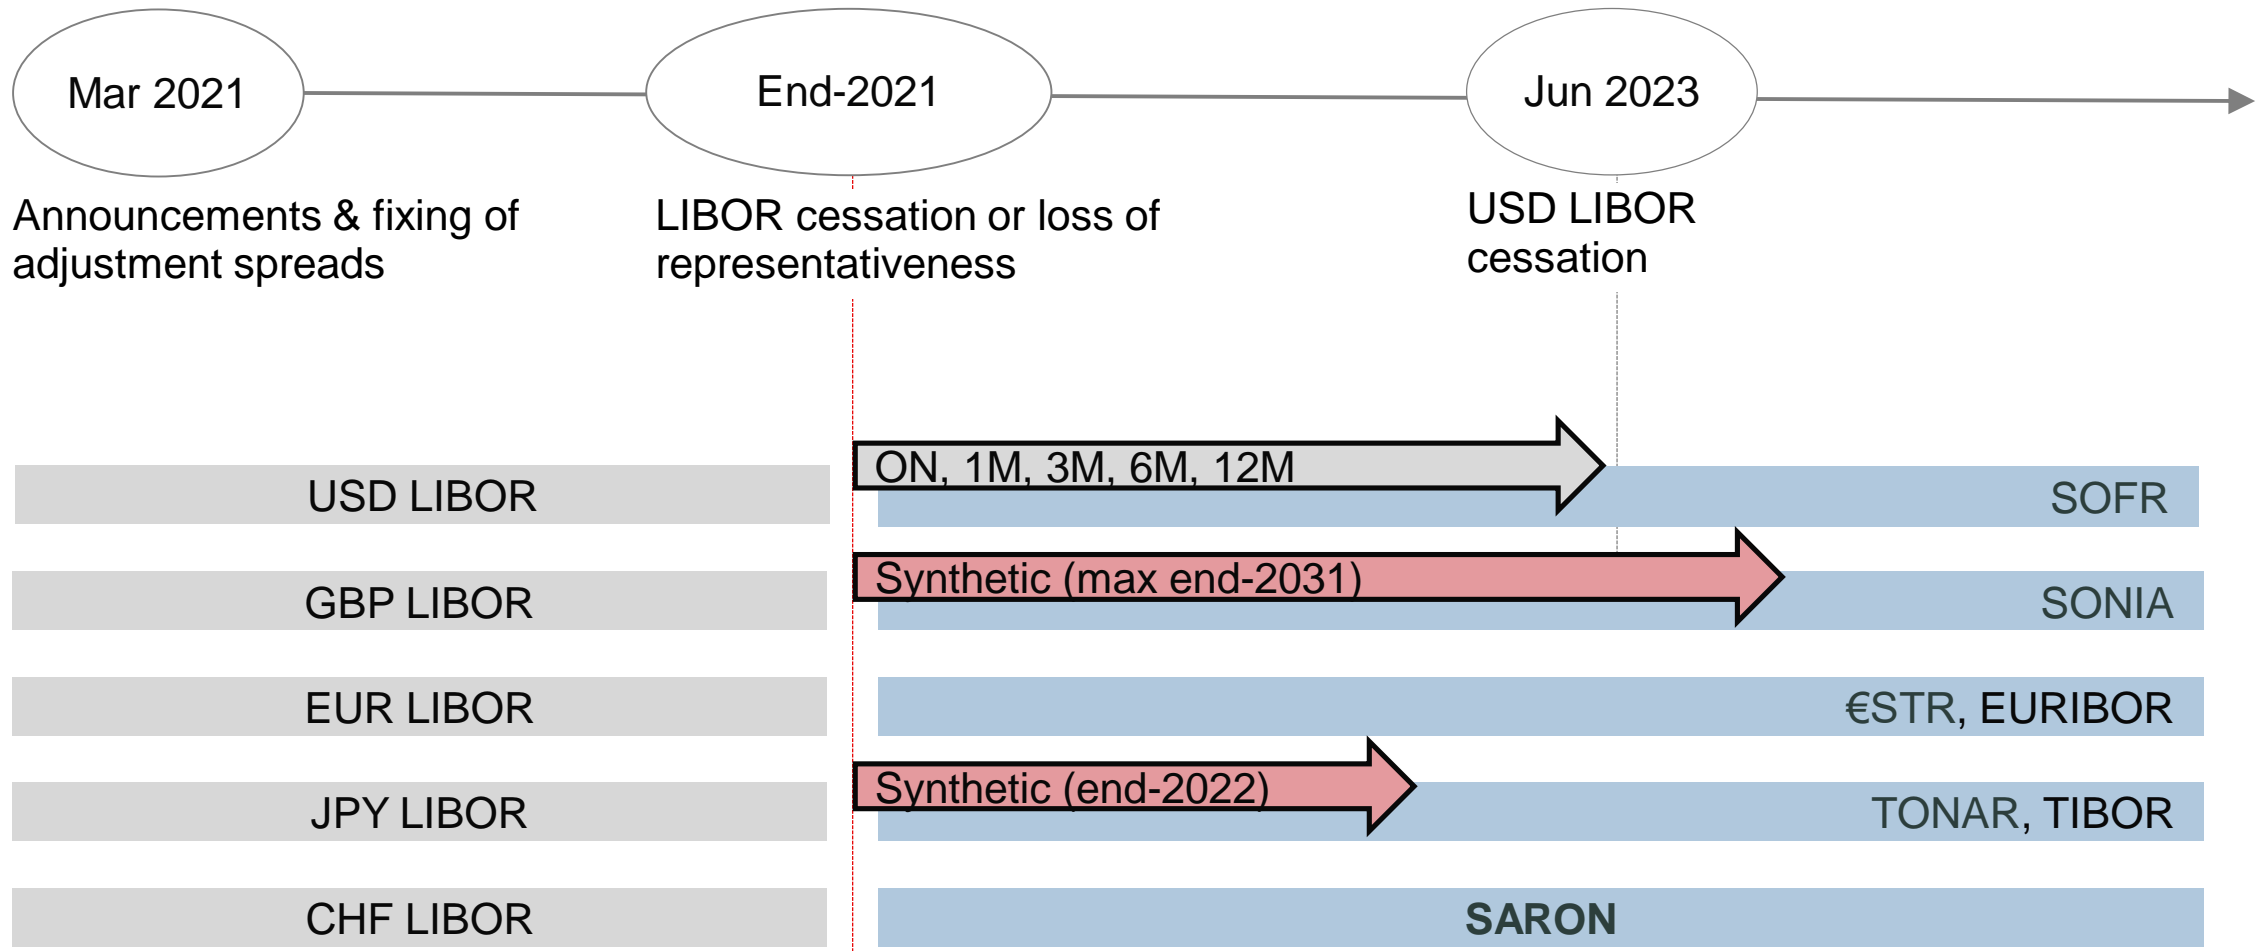 Mar 2021
End-2021
Jun 2023
Announcements & fixing of
adjustment spreads
LIBOR cessation or loss of
representativeness
USD LIBOR
cessation
USD LIBOR
ON, 1M, 3M, 6M, 12M
SOFR
GBP LIBOR
Synthetic (max end-2031)
SONIA
EUR LIBOR
€STR, EURIBOR
JPY LIBOR
Synthetic (end-2022)
TONAR, TIBOR
CHF LIBOR
SARON